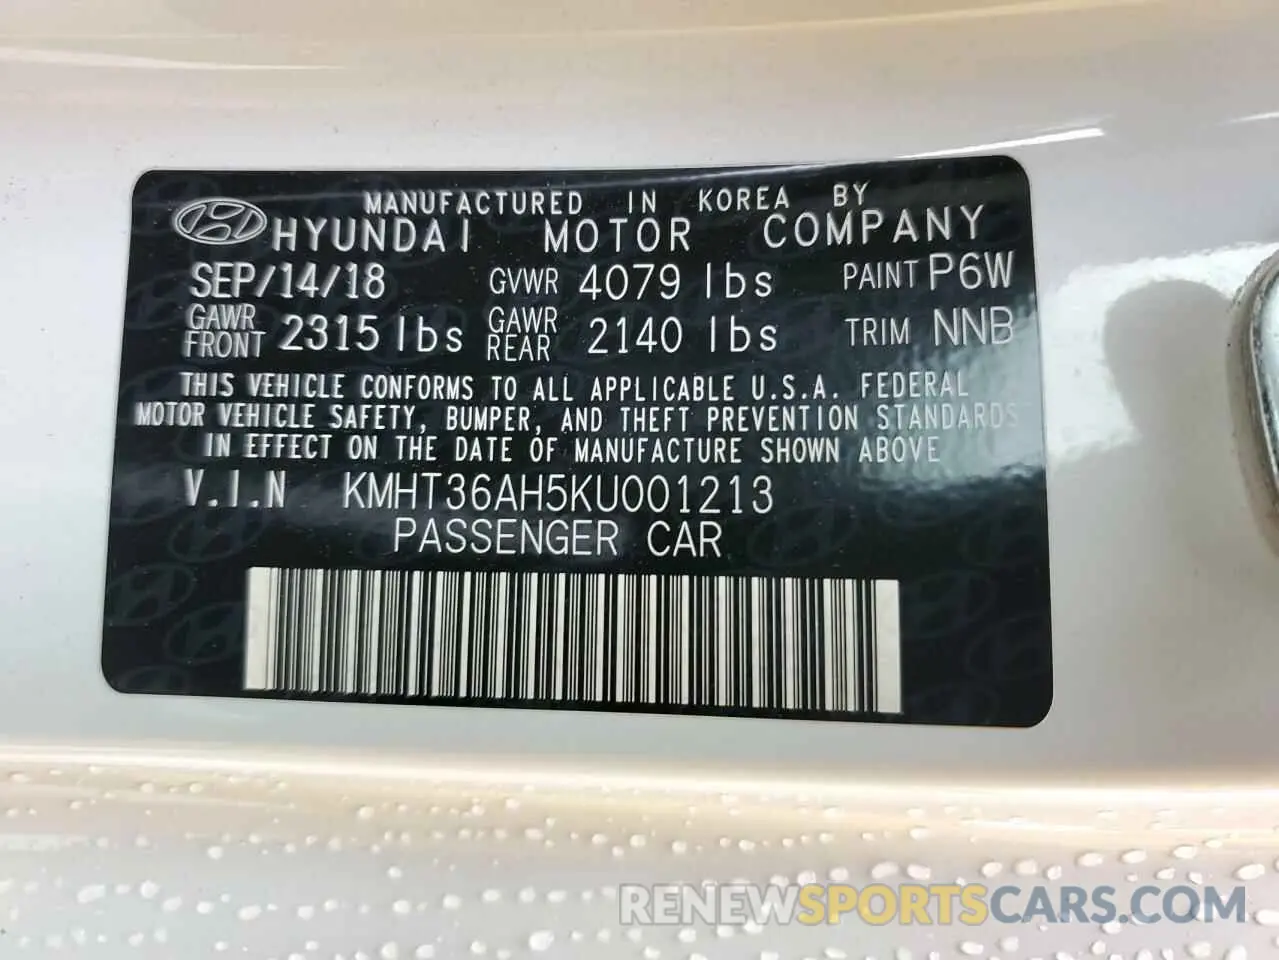 MANUFACTURED IN KOREA BY
HYUNDAI MOTOR COMPANY
SEP/14/18 GVWR 4079 lbs PAINT P6W
GAWR FRONT 2315 lbs GAWR REAR 2140 lbs TRIM NNB
THIS VEHICLE CONFORMS TO ALL APPLICABLE U.S.A. FEDERAL
MOTOR VEHICLE SAFETY, BUMPER, AND THEFT PREVENTION STANDARDS
IN EFFECT ON THE DATE OF MANUFACTURE SHOWN ABOVE
V.I.N KMHT36AH5KU001213
PASSENGER CAR
RENEWSPORTSCARS.COM